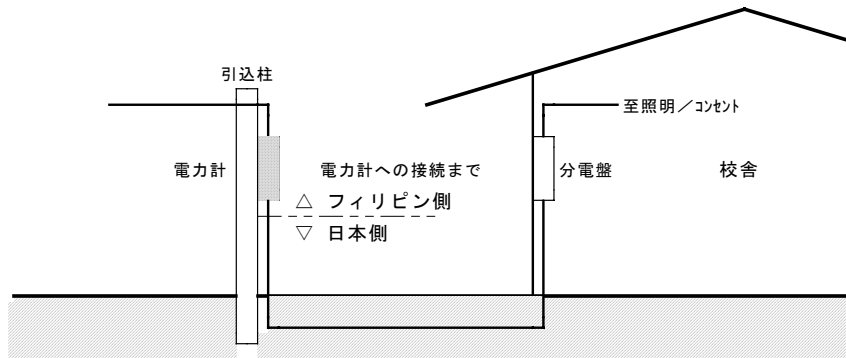 引込柱
至照明／ｺﾝｾﾝﾄ
電力計
電力計への接続まで
分電盤
校舎
△ フィリピン側
▽ 日本側